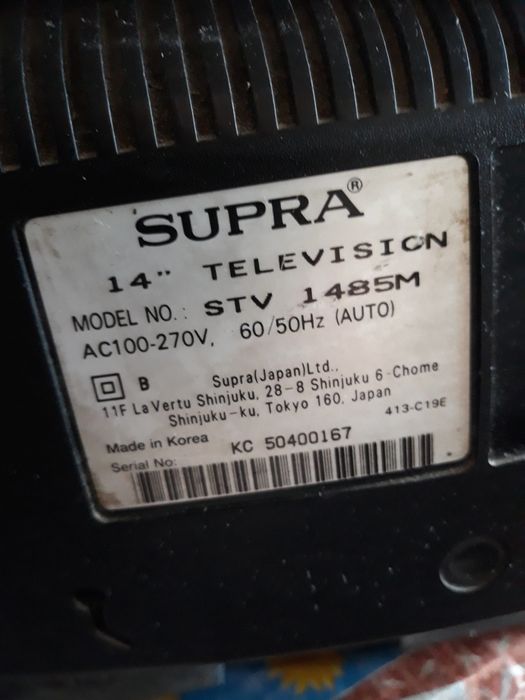 SUPRA®
14" TELEVISION
MODEL NO.: STV 1485M
AC100-270V, 60/50Hz (AUTO)
B Supra(Japan)Ltd.,
11F La Vertu Shinjuku, 28-8 Shinjuku 6-Chome
Shinjuku-ku, Tokyo 160, Japan
413-C19E
Made in Korea
Serial No: KC 50400167